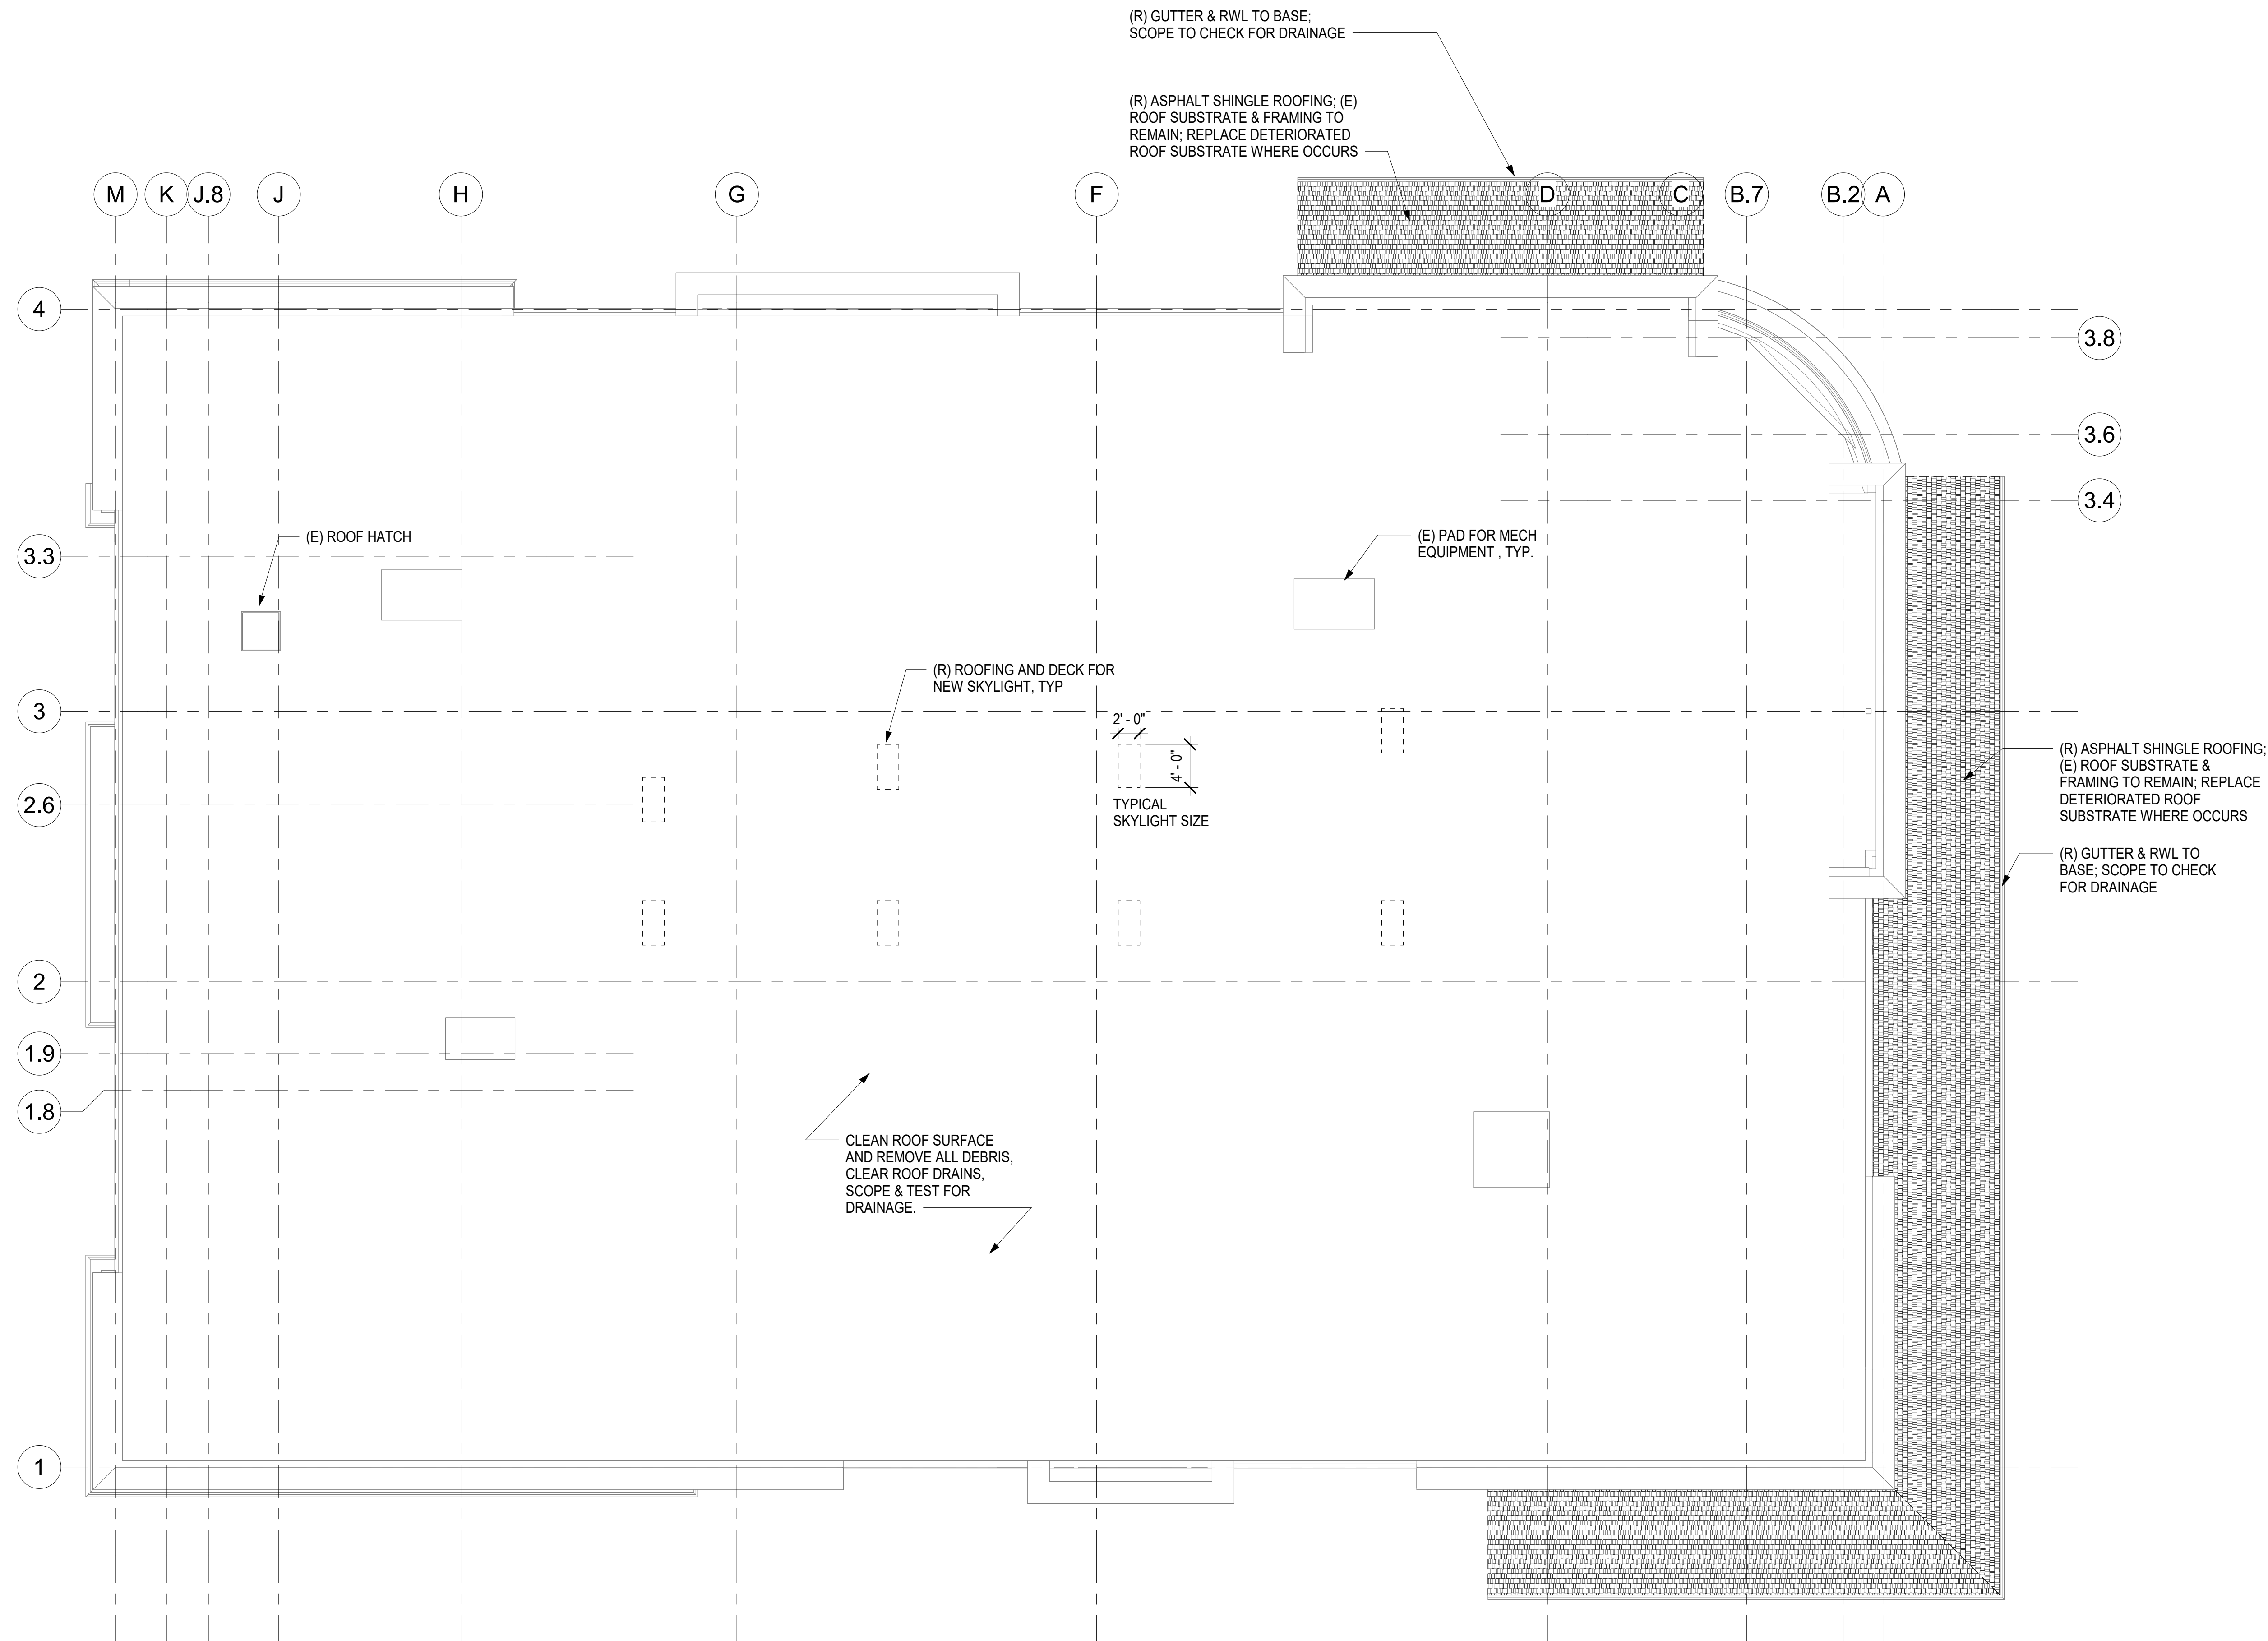 (R) GUTTER & RWL TO BASE;
SCOPE TO CHECK FOR DRAINAGE
(R) ASPHALT SHINGLE ROOFING; (E)
ROOF SUBSTRATE & FRAMING TO
REMAIN; REPLACE DETERIORATED
ROOF SUBSTRATE WHERE OCCURS
M K J.8 J H G F D C B.7 B.2 A
4
3.8
3.6
3.4
3.3
(E) ROOF HATCH
(E) PAD FOR MECH
EQUIPMENT , TYP.
(R) ROOFING AND DECK FOR
NEW SKYLIGHT, TYP
3
2' - 0"
4' - 0"
TYPICAL
SKYLIGHT SIZE
(R) ASPHALT SHINGLE ROOFING;
(E) ROOF SUBSTRATE &
FRAMING TO REMAIN; REPLACE
DETERIORATED ROOF
SUBSTRATE WHERE OCCURS
2.6
(R) GUTTER & RWL TO
BASE; SCOPE TO CHECK
FOR DRAINAGE
2
1.9
1.8
CLEAN ROOF SURFACE
AND REMOVE ALL DEBRIS,
CLEAR ROOF DRAINS,
SCOPE & TEST FOR
DRAINAGE.
1